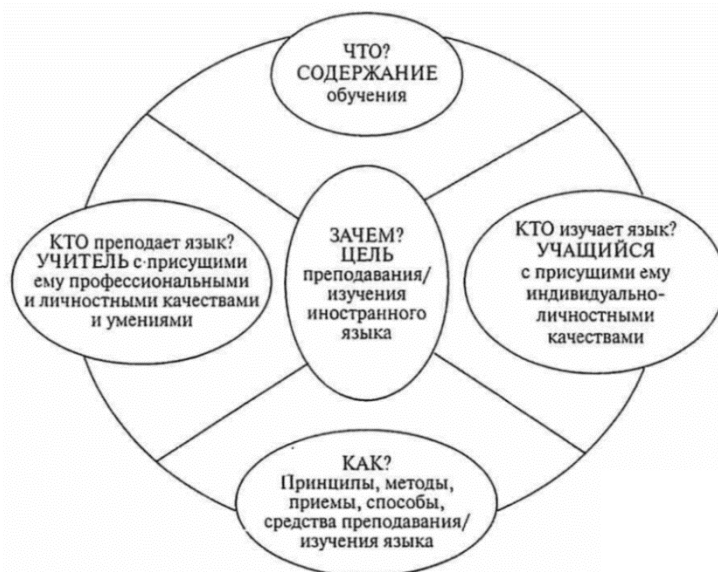 ЧТО?
СОДЕРЖАНИЕ
обучения
КТО преподает язык?
УЧИТЕЛЬ с присущими
ему профессиональными
и личностными качествами
и умениями
ЗАЧЕМ?
ЦЕЛЬ
преподавания/
изучения
иностранного
языка
КТО изучает язык?
УЧАЩИЙСЯ
с присущими ему
индивидуально-
личностными
качествами
КАК?
Принципы, методы,
приемы, способы,
средства преподавания/
изучения языка